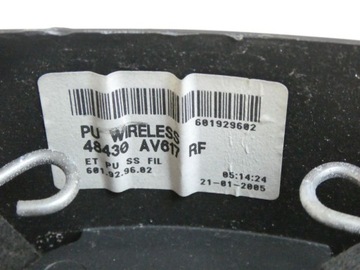 601929602
PU WIRELESS
48430 AV617 RF
ET PU SS FIL
601.92.96.02
05:14:24
21-01-2005